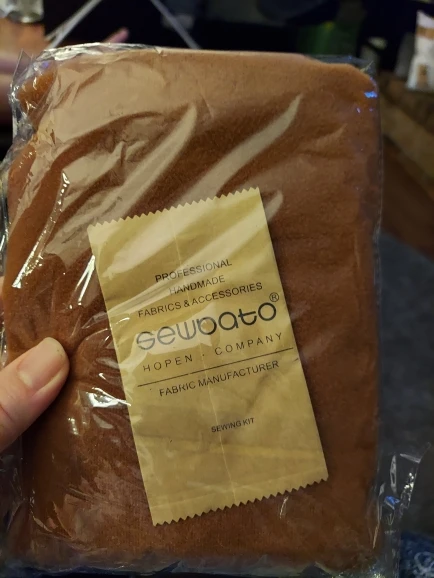 PROFESSIONAL
HANDMADE
FABRICS & ACCESSORIES
sewbato®
HOPEN - COMPANY
FABRIC MANUFACTURER
SEWING KIT